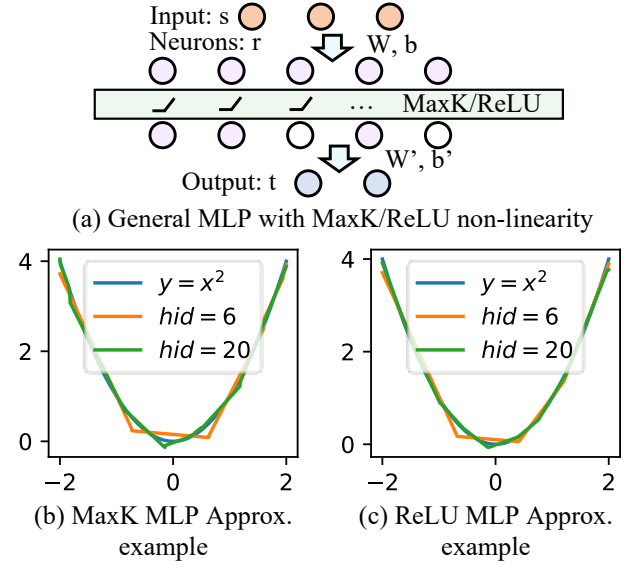 Input: s
Neurons: r
W, b
... MaxK/ReLU
W', b'
Output: t
(a) General MLP with MaxK/ReLU non-linearity
4
2
0
−2 0 2
y = x²
hid = 6
hid = 20
(b) MaxK MLP Approx.
example
4
2
0
−2 0 2
y = x²
hid = 6
hid = 20
(c) ReLU MLP Approx.
example